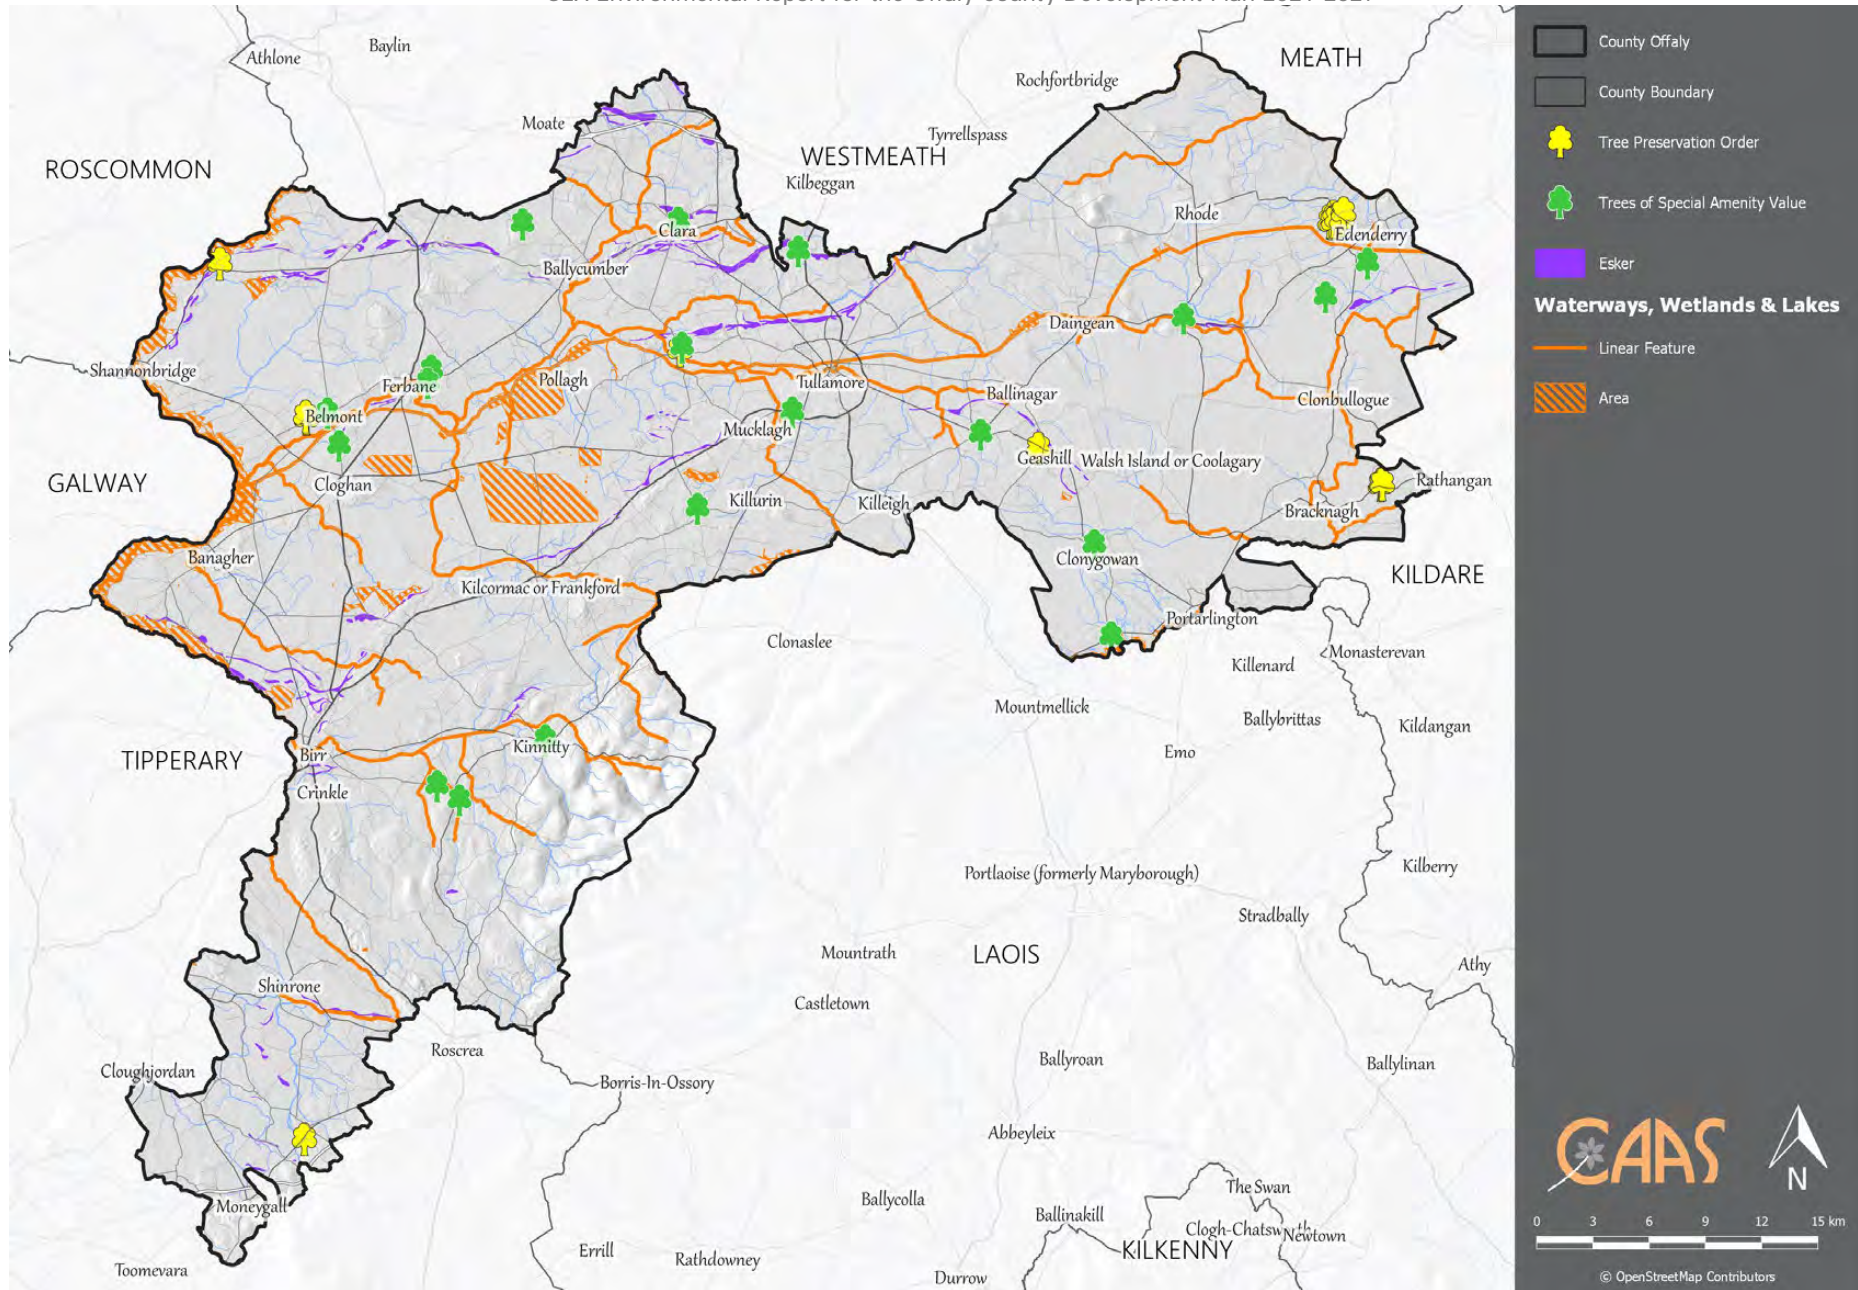 Athlone
Baylin
MEATH
Rochfortbridge
Moate
Tyrrellspass
ROSCOMMON
WESTMEATH
Kilbeggan
Rhode
Clara
Edenderry
Ballycumber
Daingean
Shannonbridge
Ferbane
Pollagh
Tullamore
Ballinagar
Clonbullogue
Belmont
Mucklagh
Geashill
Walsh Island or Coolagary
GALWAY
Cloghan
Rathangan
Killurin
Killeigh
Bracknagh
Banagher
Clonygowan
KILDARE
Kilcormac or Frankford
Portarlington
Clonaslee
Killenard
Monasterevan
Mountmellick
Ballybrittas
Kildangan
TIPPERARY
Birr
Kinnitty
Emo
Crinkle
Portlaoise (formerly Maryborough)
Kilberry
Stradbally
Mountrath
LAOIS
Athy
Shinrone
Castletown
Roscrea
Cloughjordan
Borris-In-Ossory
Ballyroan
Ballylinan
Abbeyleix
Moneygall
Ballycolla
The Swan
Ballinakill
Newtown
KILKENNY
Errill
Rathdowney
Toomevara
Durrow
County Offaly
County Boundary
Tree Preservation Order
Trees of Special Amenity Value
Esker
Waterways, Wetlands & Lakes
Linear Feature
Area
CAAS
N
0 3 6 9 12 15 km
© OpenStreetMap Contributors